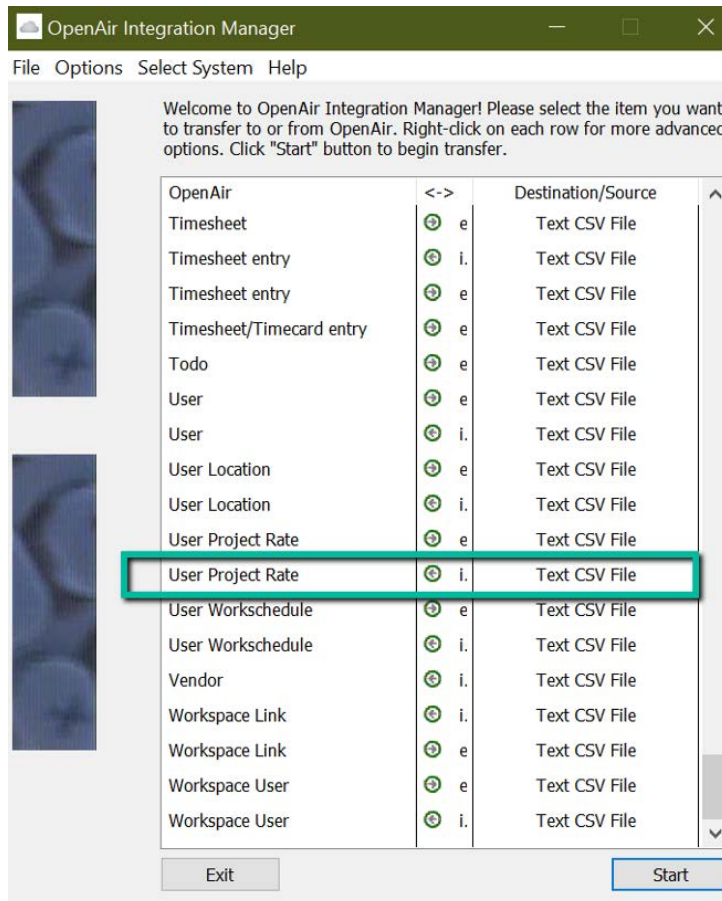 OpenAir Integration Manager
File Options Select System Help
Welcome to OpenAir Integration Manager! Please select the item you want
to transfer to or from OpenAir. Right-click on each row for more advanced
options. Click "Start" button to begin transfer.
OpenAir <-> Destination/Source
Timesheet e Text CSV File
Timesheet entry i. Text CSV File
Timesheet entry e Text CSV File
Timesheet/Timecard entry e Text CSV File
Todo e Text CSV File
User e Text CSV File
User i. Text CSV File
User Location e Text CSV File
User Location i. Text CSV File
User Project Rate e Text CSV File
User Project Rate i. Text CSV File
User Workschedule e Text CSV File
User Workschedule i. Text CSV File
Vendor i. Text CSV File
Workspace Link i. Text CSV File
Workspace Link e Text CSV File
Workspace User e Text CSV File
Workspace User i. Text CSV File
Exit Start